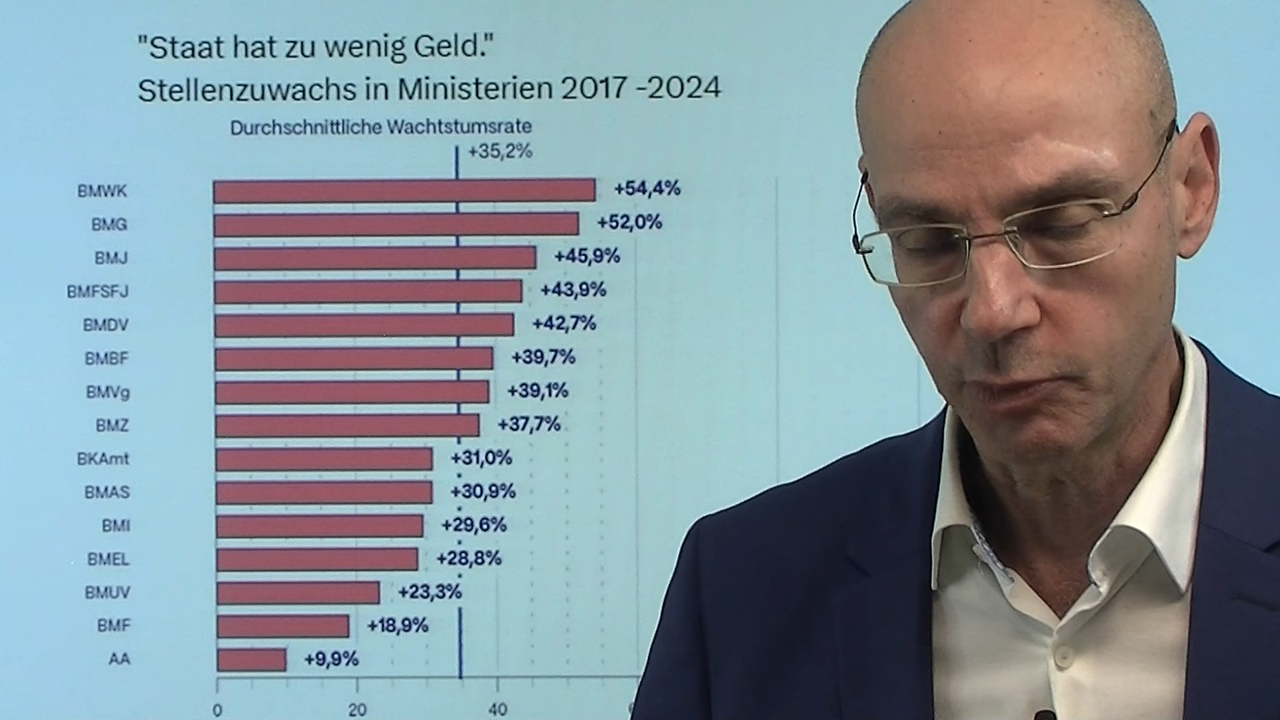 "Staat hat zu wenig Geld."
Stellenzuwachs in Ministerien 2017 -2024
Durchschnittliche Wachtstumsrate
+35,2%
BMWK +54,4%
BMG +52,0%
BMJ +45,9%
BMFSFJ +43,9%
BMDV +42,7%
BMBF +39,7%
BMVg +39,1%
BMZ +37,7%
BKAmt +31,0%
BMAS +30,9%
BMI +29,6%
BMEL +28,8%
BMUV +23,3%
BMF +18,9%
AA +9,9%
0 20 40